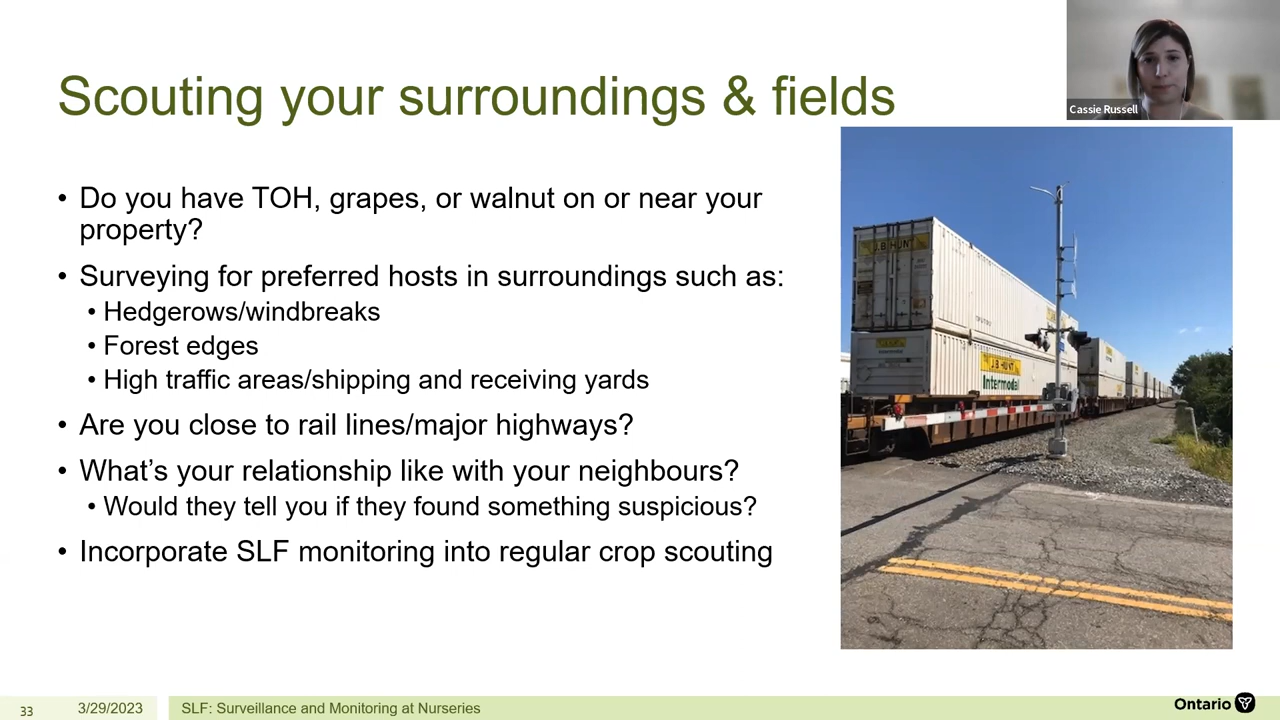 Scouting your surroundings & fields
Cassie Russell
• Do you have TOH, grapes, or walnut on or near your
property?
• Surveying for preferred hosts in surroundings such as:
• Hedgerows/windbreaks
• Forest edges
• High traffic areas/shipping and receiving yards
• Are you close to rail lines/major highways?
• What's your relationship like with your neighbours?
• Would they tell you if they found something suspicious?
• Incorporate SLF monitoring into regular crop scouting
J.B HUNT
J.B HUNT
Intermodal
33
3/29/2023
SLF: Surveillance and Monitoring at Nurseries
Ontario